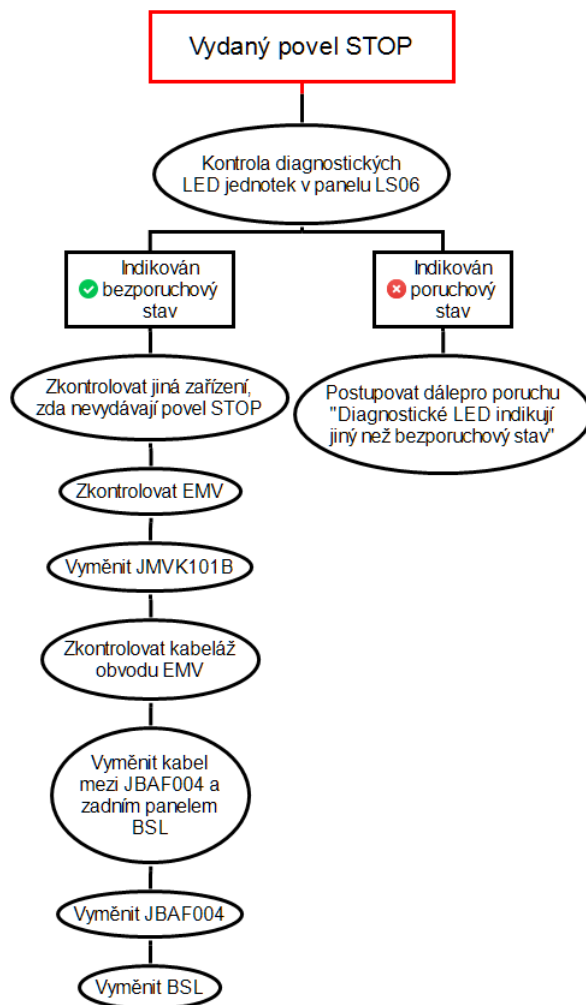 Vydaný povel STOP
Kontrola diagnostických
LED jednotek v panelu LS06
Indikován
bezporuchový
stav
Indikován
poruchový
stav
Zkontrolovat jiná zařízení,
zda nevydávají povel STOP
Postupovat dálepro poruchu
"Diagnostické LED indikují
jiný než bezporuchový stav"
Zkontrolovat EMV
Vyměnit JMVK101B
Zkontrolovat kabeláž
obvodu EMV
Vyměnit kabel
mezi JBAF004 a
zadním panelem
BSL
Vyměnit JBAF004
Vyměnit BSL